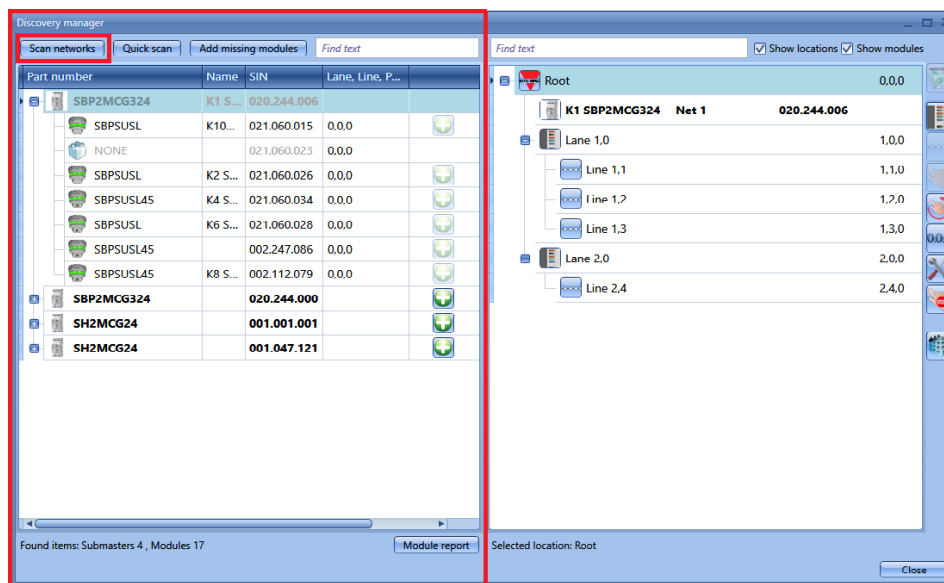 Discovery manager
Scan networks Quick scan Add missing modules Find text
Part number Name SIN Lane, Line, P...
SBP2MCG324 K1 S... 020.244.006
SBPSUSL K10... 021.060.015 0,0,0
NONE 021.060.023 0,0,0
SBPSUSL K2 S... 021.060.026 0,0,0
SBPSUSL45 K4 S... 021.060.034 0,0,0
SBPSUSL K6 S... 021.060.028 0,0,0
SBPSUSL45 002.247.086 0,0,0
SBPSUSL45 K8 S... 002.112.079 0,0,0
SBP2MCG324 020.244.000
SH2MCG24 001.001.001
SH2MCG24 001.047.121
Found items: Submasters 4 , Modules 17 Module report
Find text Show locations Show modules
Root 0,0,0
K1 SBP2MCG324 Net 1 020.244.006
Lane 1,0 1,0,0
Line 1,1 1,1,0
Line 1,2 1,2,0
Line 1,3 1,3,0
Lane 2,0 2,0,0
Line 2,4 2,4,0
Selected location: Root
Close